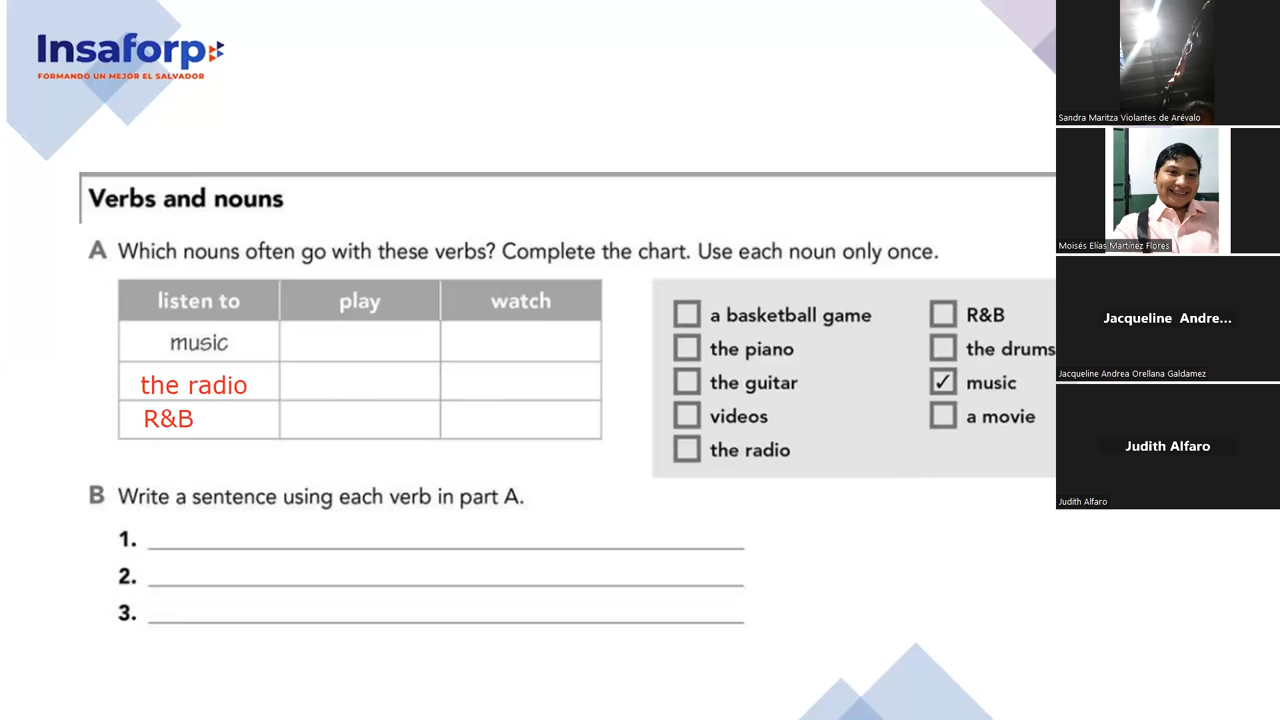 Insaforp
FORMANDO UN MEJOR EL SALVADOR
Verbs and nouns
A Which nouns often go with these verbs? Complete the chart. Use each noun only once.
listen to play watch
music
the radio
R&B
a basketball game
the piano
the guitar
videos
the radio
R&B
the drums
✓ music
a movie
B Write a sentence using each verb in part A.
1.
2.
3.
Sandra Maritza Violantes de Arévalo
Moisés Elías Martínez Flores
Jacqueline Andre...
Jacqueline Andrea Orellana Galdamez
Judith Alfaro
Judith Alfaro